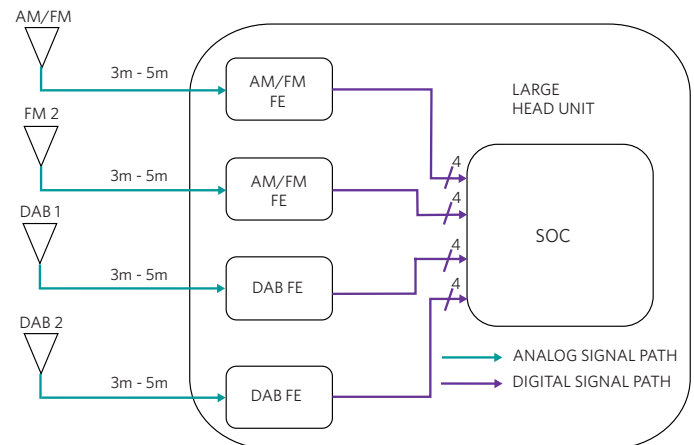 AM/FM
3m - 5m
AM/FM
FE
LARGE
HEAD UNIT
FM 2
3m - 5m
AM/FM
FE
4
4
DAB 1
3m - 5m
DAB FE
4
4
SOC
DAB 2
3m - 5m
DAB FE
ANALOG SIGNAL PATH
DIGITAL SIGNAL PATH